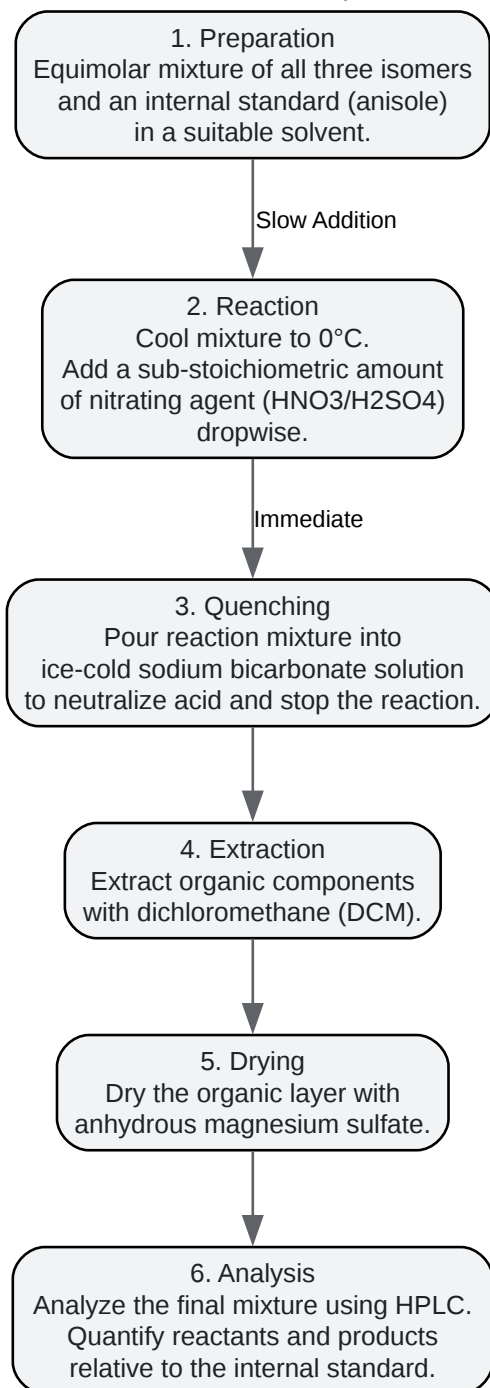 1. Preparation
Equimolar mixture of all three isomers
and an internal standard (anisole)
in a suitable solvent.
Slow Addition
2. Reaction
Cool mixture to 0°C.
Add a sub-stoichiometric amount
of nitrating agent (HNO3/H2SO4)
dropwise.
Immediate
3. Quenching
Pour reaction mixture into
ice-cold sodium bicarbonate solution
to neutralize acid and stop the reaction.
4. Extraction
Extract organic components
with dichloromethane (DCM).
5. Drying
Dry the organic layer with
anhydrous magnesium sulfate.
6. Analysis
Analyze the final mixture using HPLC.
Quantify reactants and products
relative to the internal standard.